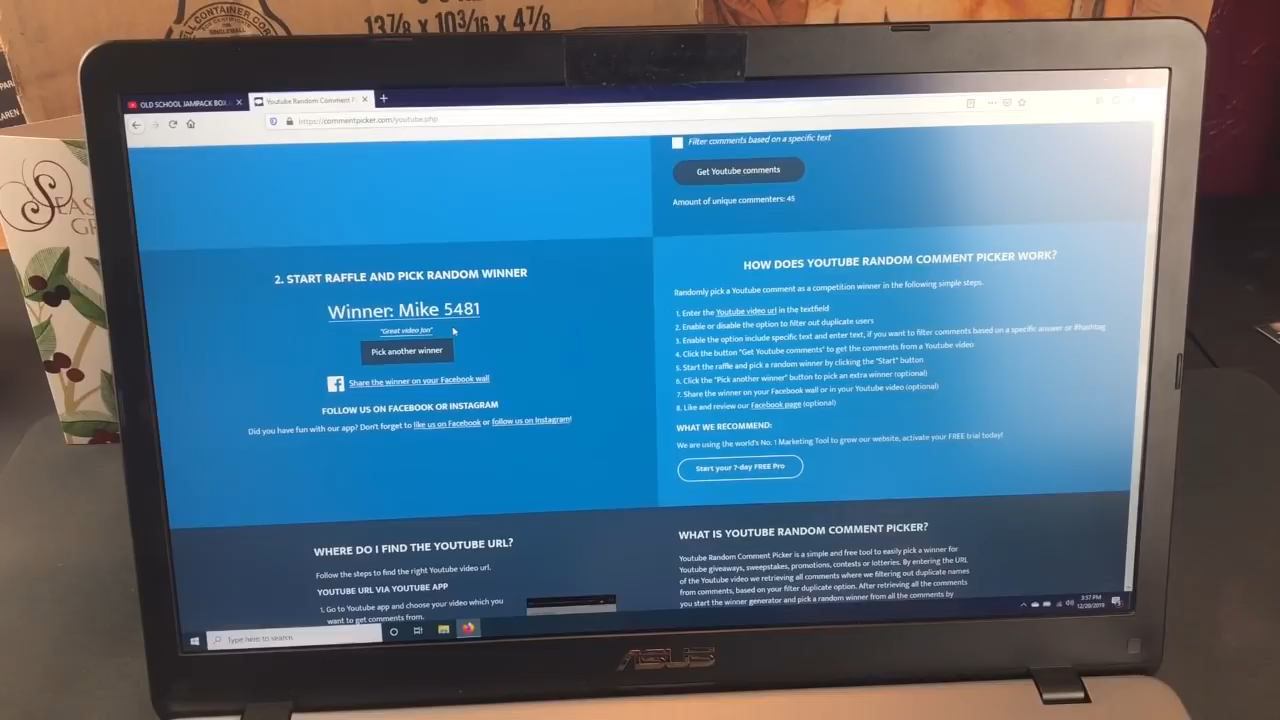 CONTAINER COR
13 7/8 x 10 3/16 x 4 7/8
SEAS
GR
OLD SCHOOL JAMPACK BOX
Youtube Random Comment P
https://commentpicker.com/youtube.php
Filter comments based on a specific text
Get Youtube comments
Amount of unique commenters: 45
2. START RAFFLE AND PICK RANDOM WINNER
Winner: Mike 5481
"Great video Jon"
Pick another winner
Share the winner on your Facebook wall
FOLLOW US ON FACEBOOK OR INSTAGRAM
Did you have fun with our app? Don't forget to like us on Facebook or follow us on Instagram!
HOW DOES YOUTUBE RANDOM COMMENT PICKER WORK?
Randomly pick a Youtube comment as a competition winner in the following simple steps.
1. Enter the Youtube video url in the textfield
2. Enable or disable the option to filter out duplicate users
3. Enable the option include specific text and enter text, if you want to filter comments based on a specific answer or #hashtag
4. Click the button "Get Youtube comments" to get the comments from a Youtube video
5. Start the raffle and pick a random winner by clicking the "Start" button
6. Click the "Pick another winner" button to pick an extra winner (optional)
7. Share the winner on your Facebook wall or in your Youtube video (optional)
8. Like and review our Facebook page (optional)
WHAT WE RECOMMEND:
We are using the world's No. 1 Marketing Tool to grow our website, activate your FREE trial today!
Start your 7-day FREE Pro
WHERE DO I FIND THE YOUTUBE URL?
Follow the steps to find the right Youtube video url.
YOUTUBE URL VIA YOUTUBE APP
1. Go to Youtube app and choose your video which you
want to get comments from.
WHAT IS YOUTUBE RANDOM COMMENT PICKER?
Youtube Random Comment Picker is a simple and free tool to easily pick a winner for
Youtube giveaways, sweepstakes, promotions, contests or lotteries. By entering the URL
of the Youtube video we retrieving all comments where we filtering out duplicate names
from comments, based on your filter duplicate option. After retrieving all the comments
you start the winner generator and pick a random winner from all the comments by
Type here to search
3:57 PM
12/20/2019
ASUS